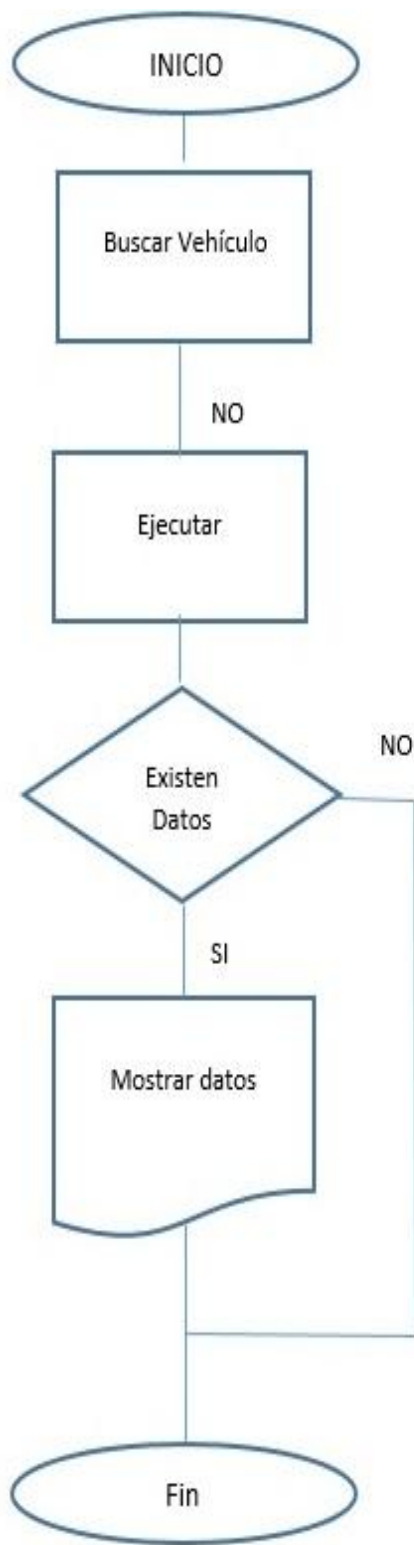 INICIO
Buscar Vehículo
NO
Ejecutar
NO
Existen
Datos
SI
Mostrar datos
Fin